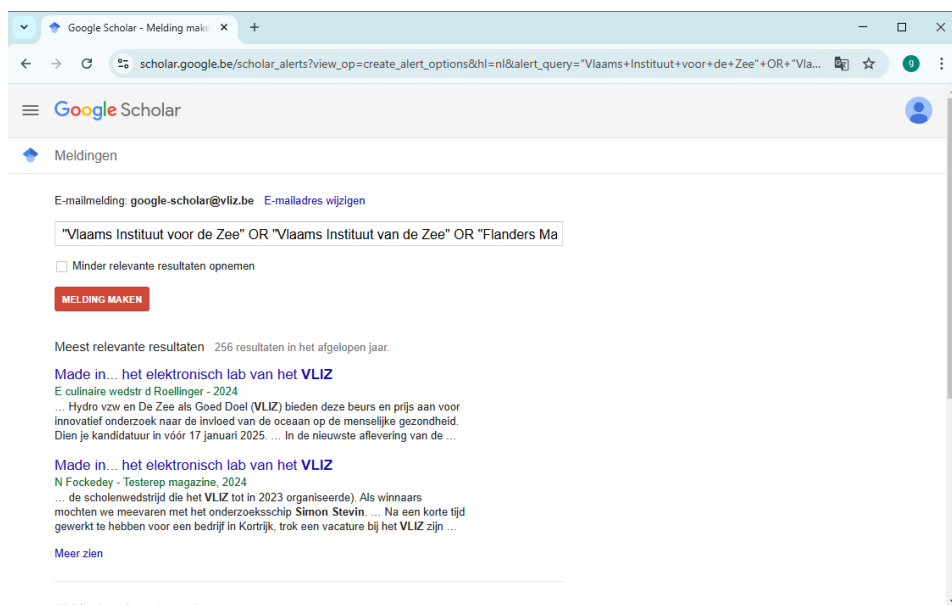 Google Scholar - Melding make
scholar.google.be/scholar_alerts?view_op=create_alert_options&hl=nl&alert_query="Vlaams+Instituut+voor+de+Zee"+OR+"Vla...
g
Google Scholar
Meldingen
E-mailmelding: google-scholar@vliz.be E-mailadres wijzigen
"Vlaams Instituut voor de Zee" OR "Vlaams Instituut van de Zee" OR "Flanders Ma
Minder relevante resultaten opnemen
MELDING MAKEN
Meest relevante resultaten 256 resultaten in het afgelopen jaar.
Made in... het elektronisch lab van het VLIZ
E culinaire wedstr d Roellinger - 2024
… Hydro vzw en De Zee als Goed Doel (VLIZ) bieden deze beurs en prijs aan voor
innovatief onderzoek naar de invloed van de oceaan op de menselijke gezondheid.
Dien je kandidatuur in vóór 17 januari 2025. … In de nieuwste aflevering van de …
Made in... het elektronisch lab van het VLIZ
N Fockedey - Testerep magazine, 2024
… de scholenwedstrijd die het VLIZ tot in 2023 organiseerde). Als winnaars
mochten we meevaren met het onderzoeksschip Simon Stevin. … Na een korte tijd
gewerkt te hebben voor een bedrijf in Kortrijk, trok een vacature bij het VLIZ zijn …
Meer zien